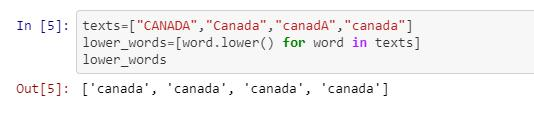 In [5]: texts=["CANADA","Canada","canadA","canada"]
lower_words=[word.lower() for word in texts]
lower_words
Out[5]: ['canada', 'canada', 'canada', 'canada']